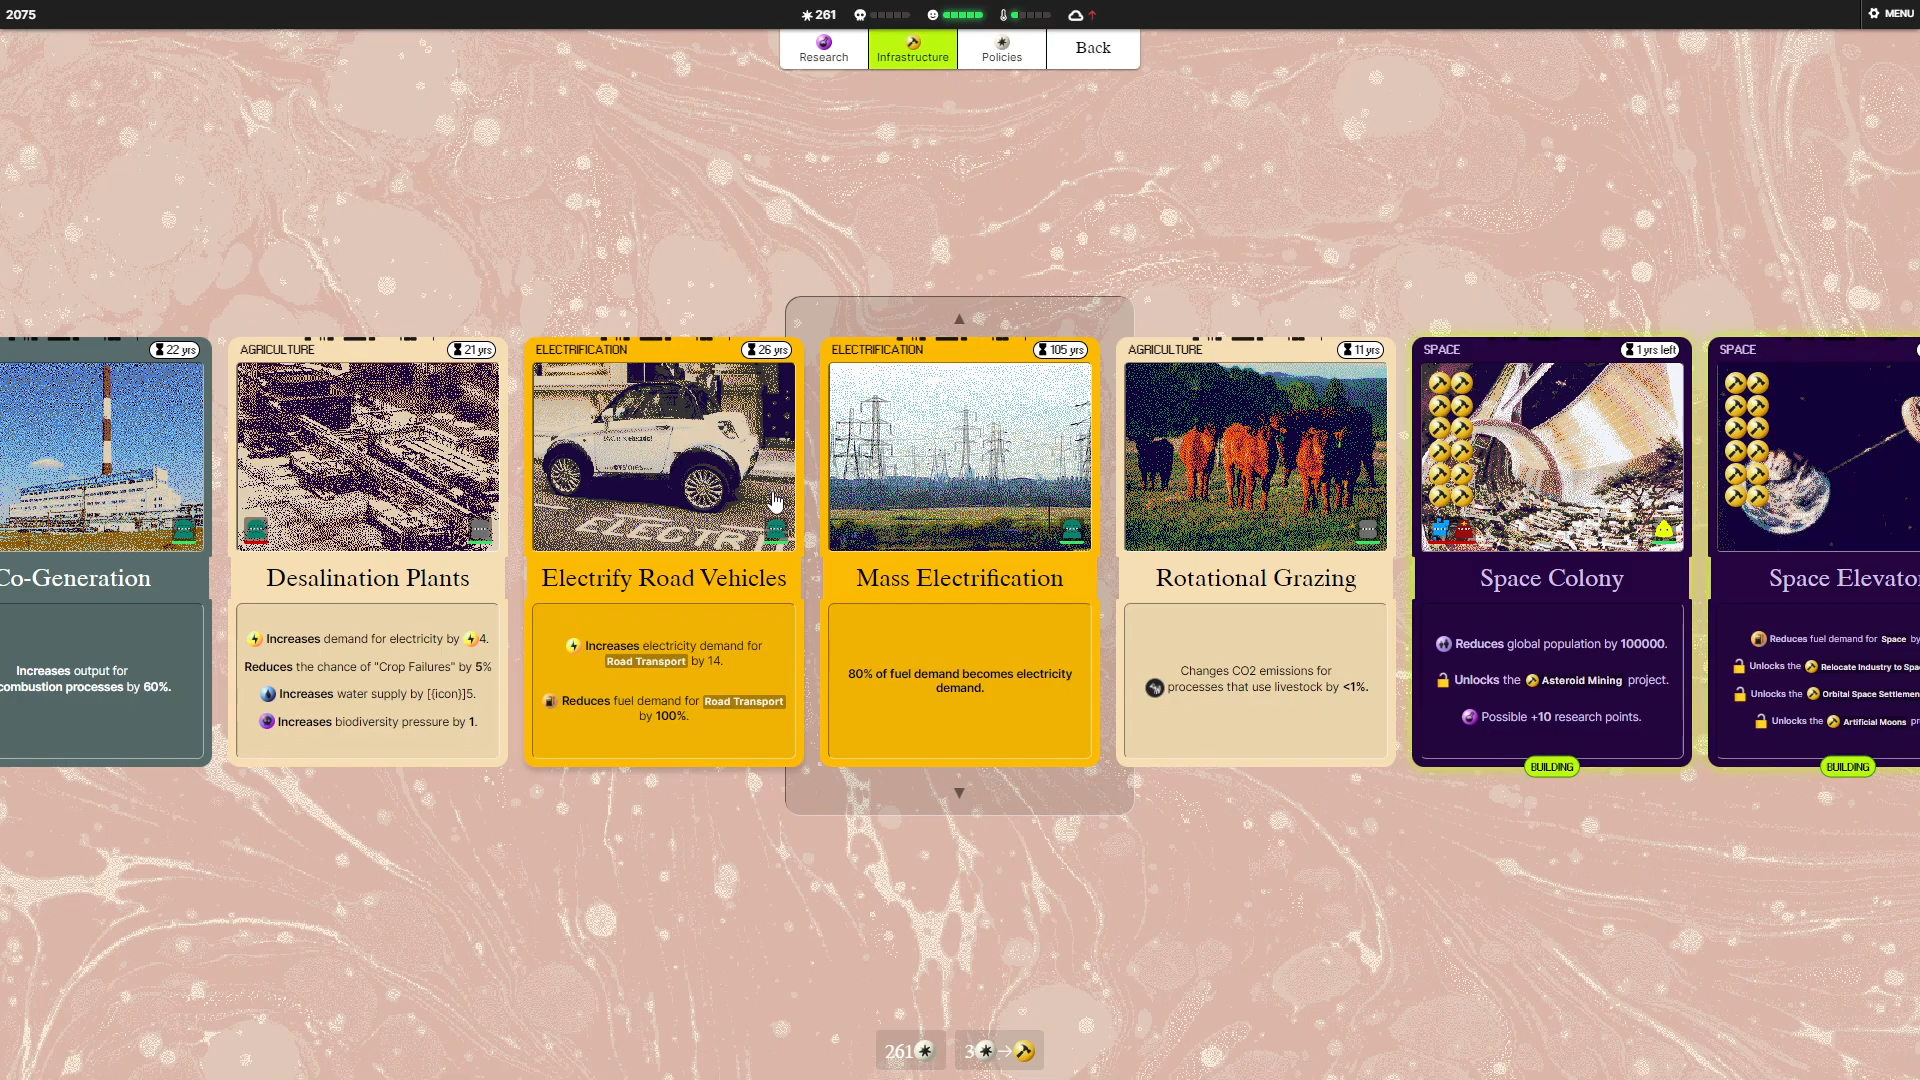 2075
261
MENU
Research
Infrastructure
Policies
Back
22 yrs
Co-Generation
Increases output for
combustion processes by 60%.
AGRICULTURE
21 yrs
Desalination Plants
Increases demand for electricity by 4.
Reduces the chance of "Crop Failures" by 5%
Increases water supply by [{icon}]5.
Increases biodiversity pressure by 1.
ELECTRIFICATION
26 yrs
Electrify Road Vehicles
Increases electricity demand for
Road Transport by 14.
Reduces fuel demand for Road Transport
by 100%.
ELECTRIFICATION
105 yrs
Mass Electrification
80% of fuel demand becomes electricity
demand.
AGRICULTURE
11 yrs
Rotational Grazing
Changes CO2 emissions for
processes that use livestock by <1%.
SPACE
1 yrs left
Space Colony
Reduces global population by 100000.
Unlocks the Asteroid Mining project.
Possible +10 research points.
BUILDING
SPACE
Space Elevato
Reduces fuel demand for Space by
Unlocks the Relocate Industry to Spa
Unlocks the Orbital Space Settlemen
Unlocks the Artificial Moons pr
BUILDING
261
3